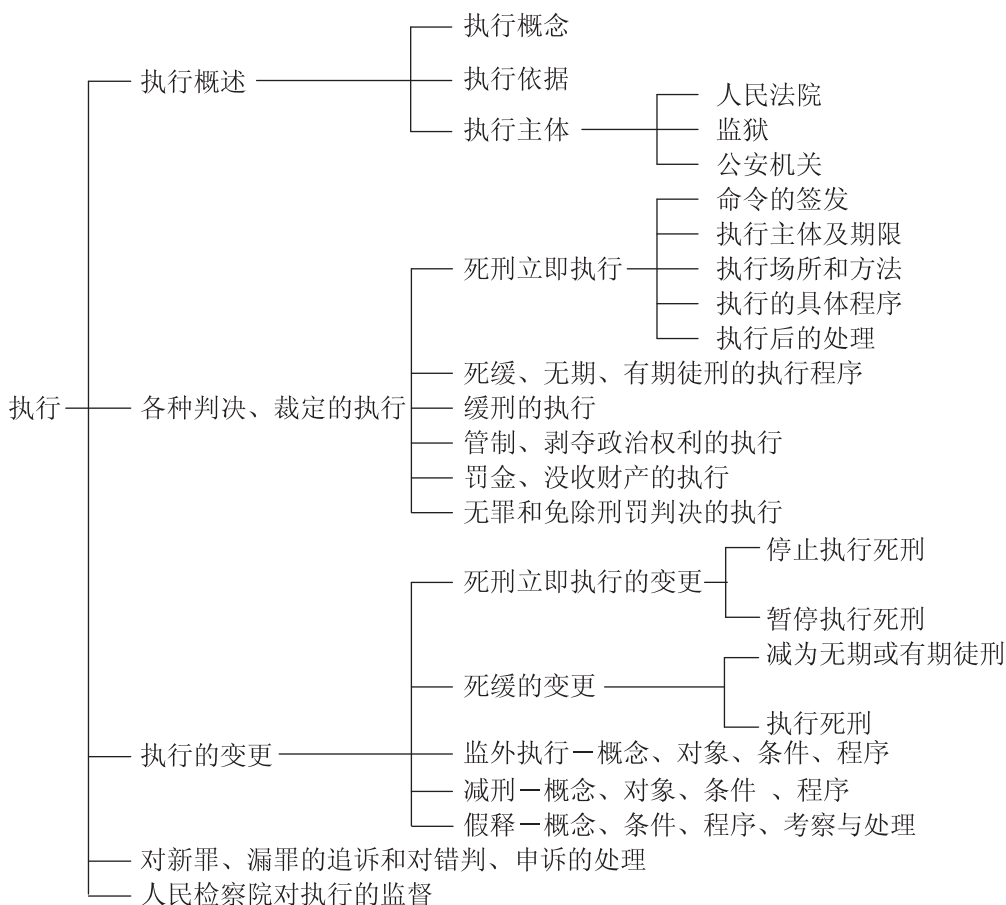 执行概念
执行概述
执行依据
执行主体
人民法院
监狱
公安机关
命令的签发
执行主体及期限
死刑立即执行
执行场所和方法
执行的具体程序
执行后的处理
死缓、无期、有期徒刑的执行程序
执行
各种判决、裁定的执行
缓刑的执行
管制、剥夺政治权利的执行
罚金、没收财产的执行
无罪和免除刑罚判决的执行
停止执行死刑
死刑立即执行的变更
暂停执行死刑
减为无期或有期徒刑
死缓的变更
执行死刑
执行的变更
监外执行—概念、对象、条件、程序
减刑—概念、对象、条件 、程序
假释—概念、条件、程序、考察与处理
对新罪、漏罪的追诉和对错判、申诉的处理
人民检察院对执行的监督